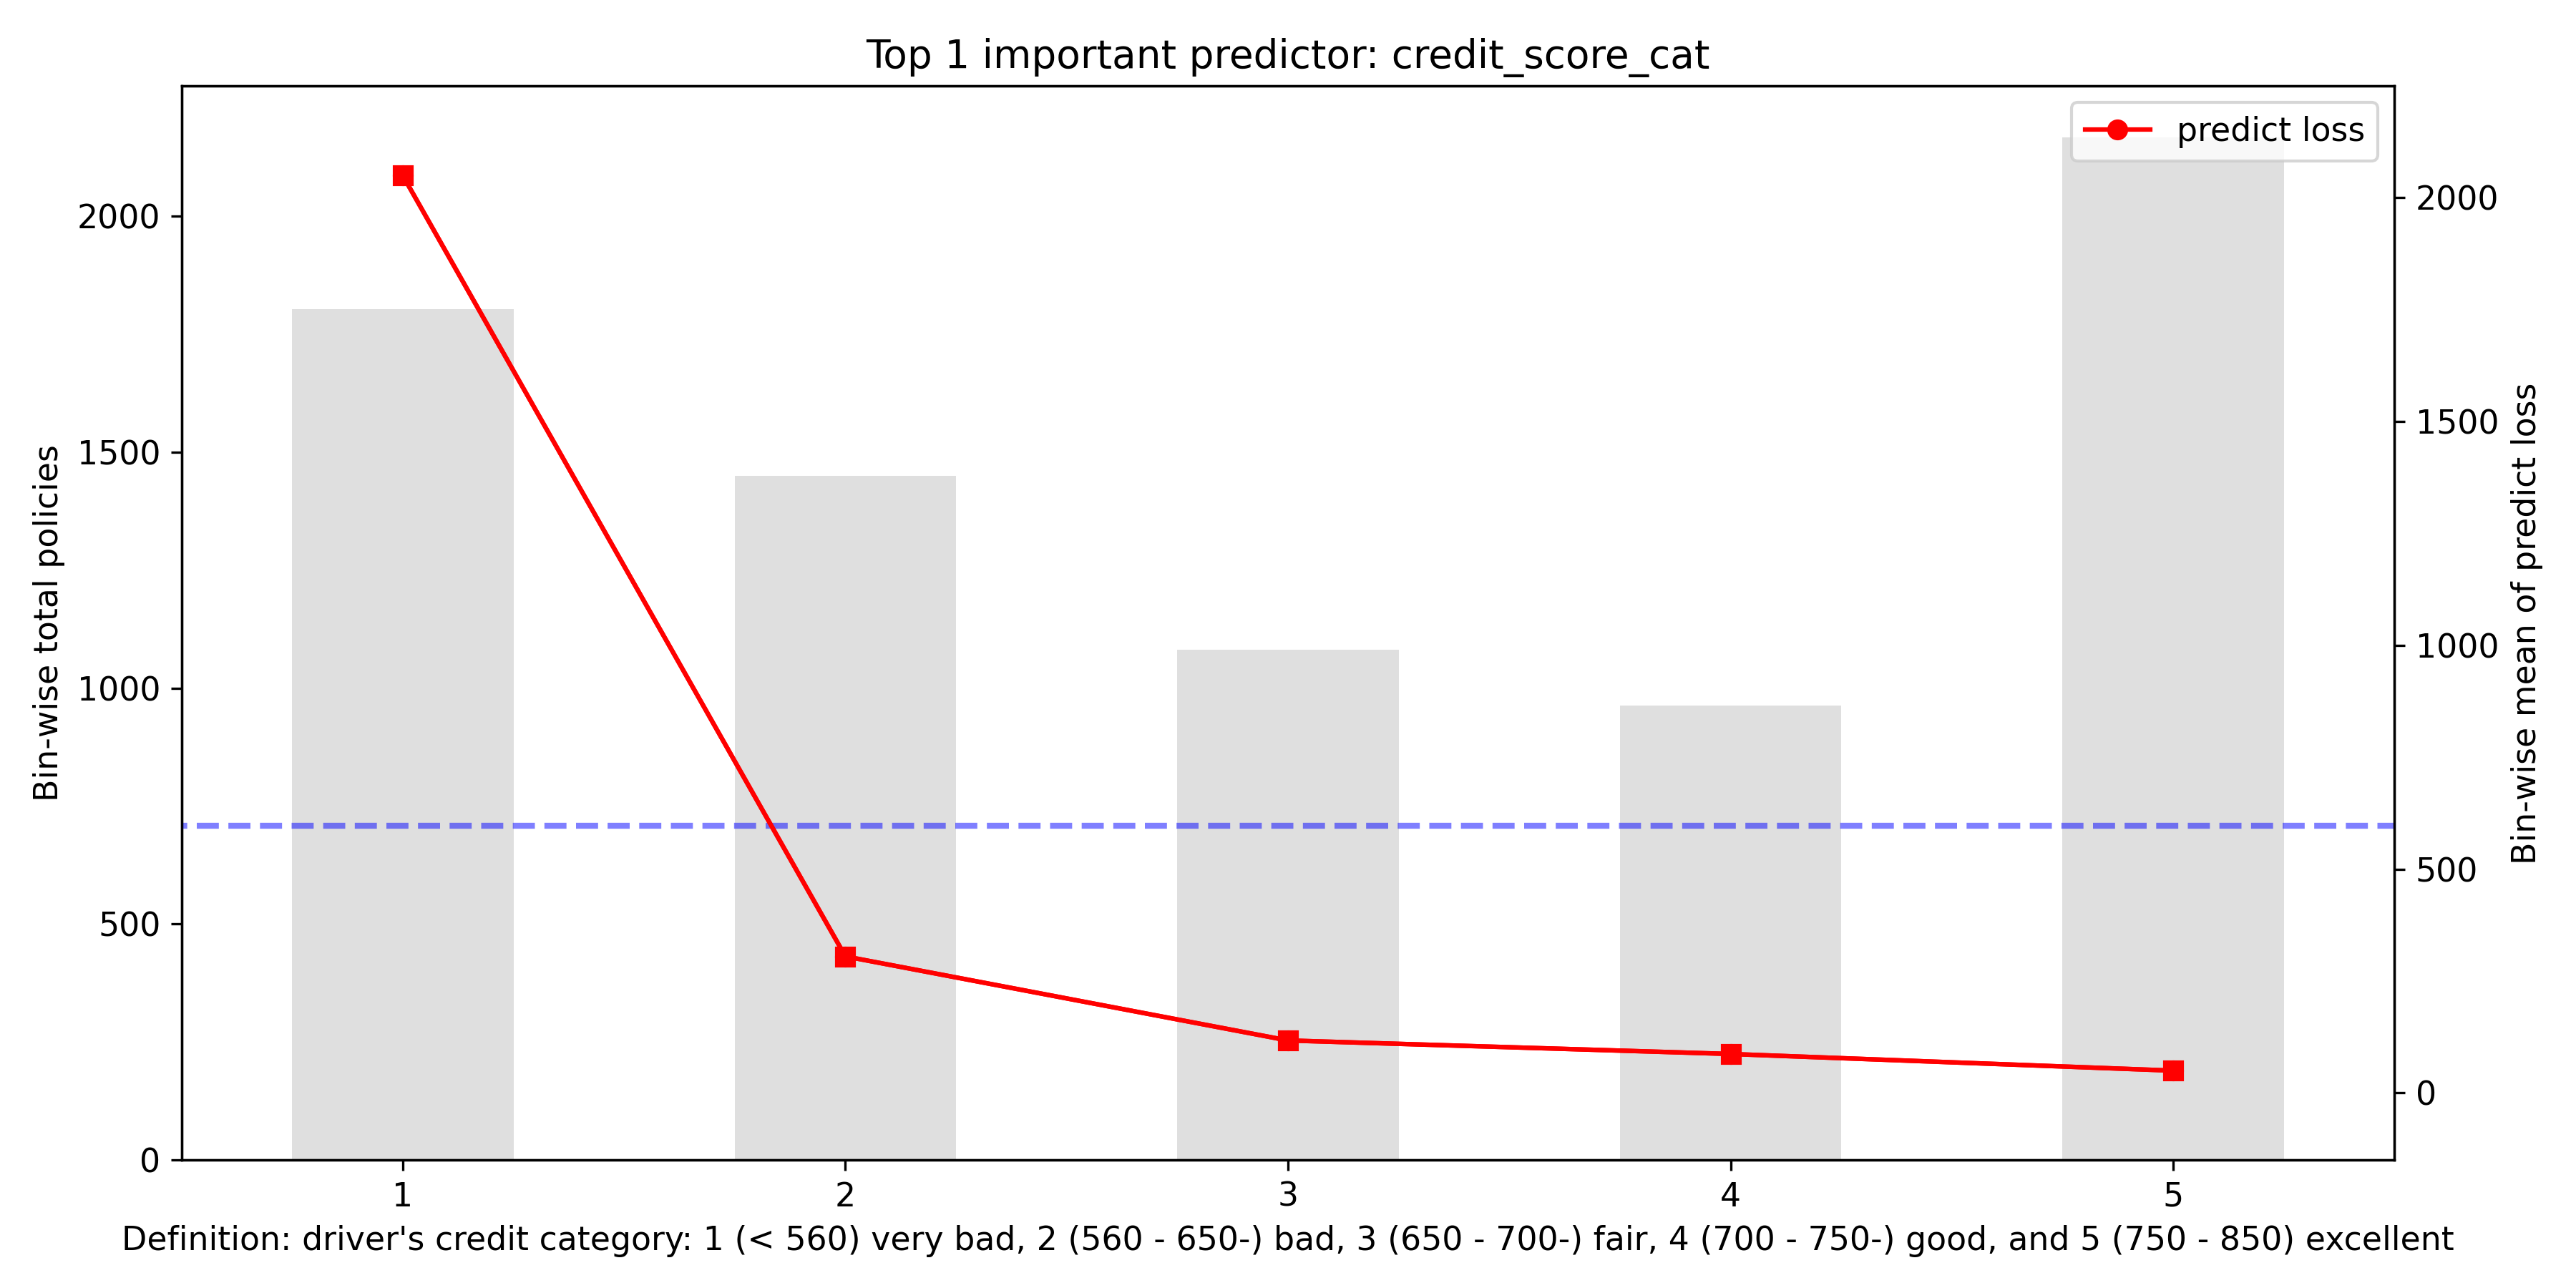 Top 1 important predictor: credit_score_cat
predict loss
Bin-wise total policies
2000
1500
1000
500
0
2000
1500
1000
500
0
Bin-wise mean of predict loss
1 2 3 4 5
Definition: driver's credit category: 1 (< 560) very bad, 2 (560 - 650-) bad, 3 (650 - 700-) fair, 4 (700 - 750-) good, and 5 (750 - 850) excellent